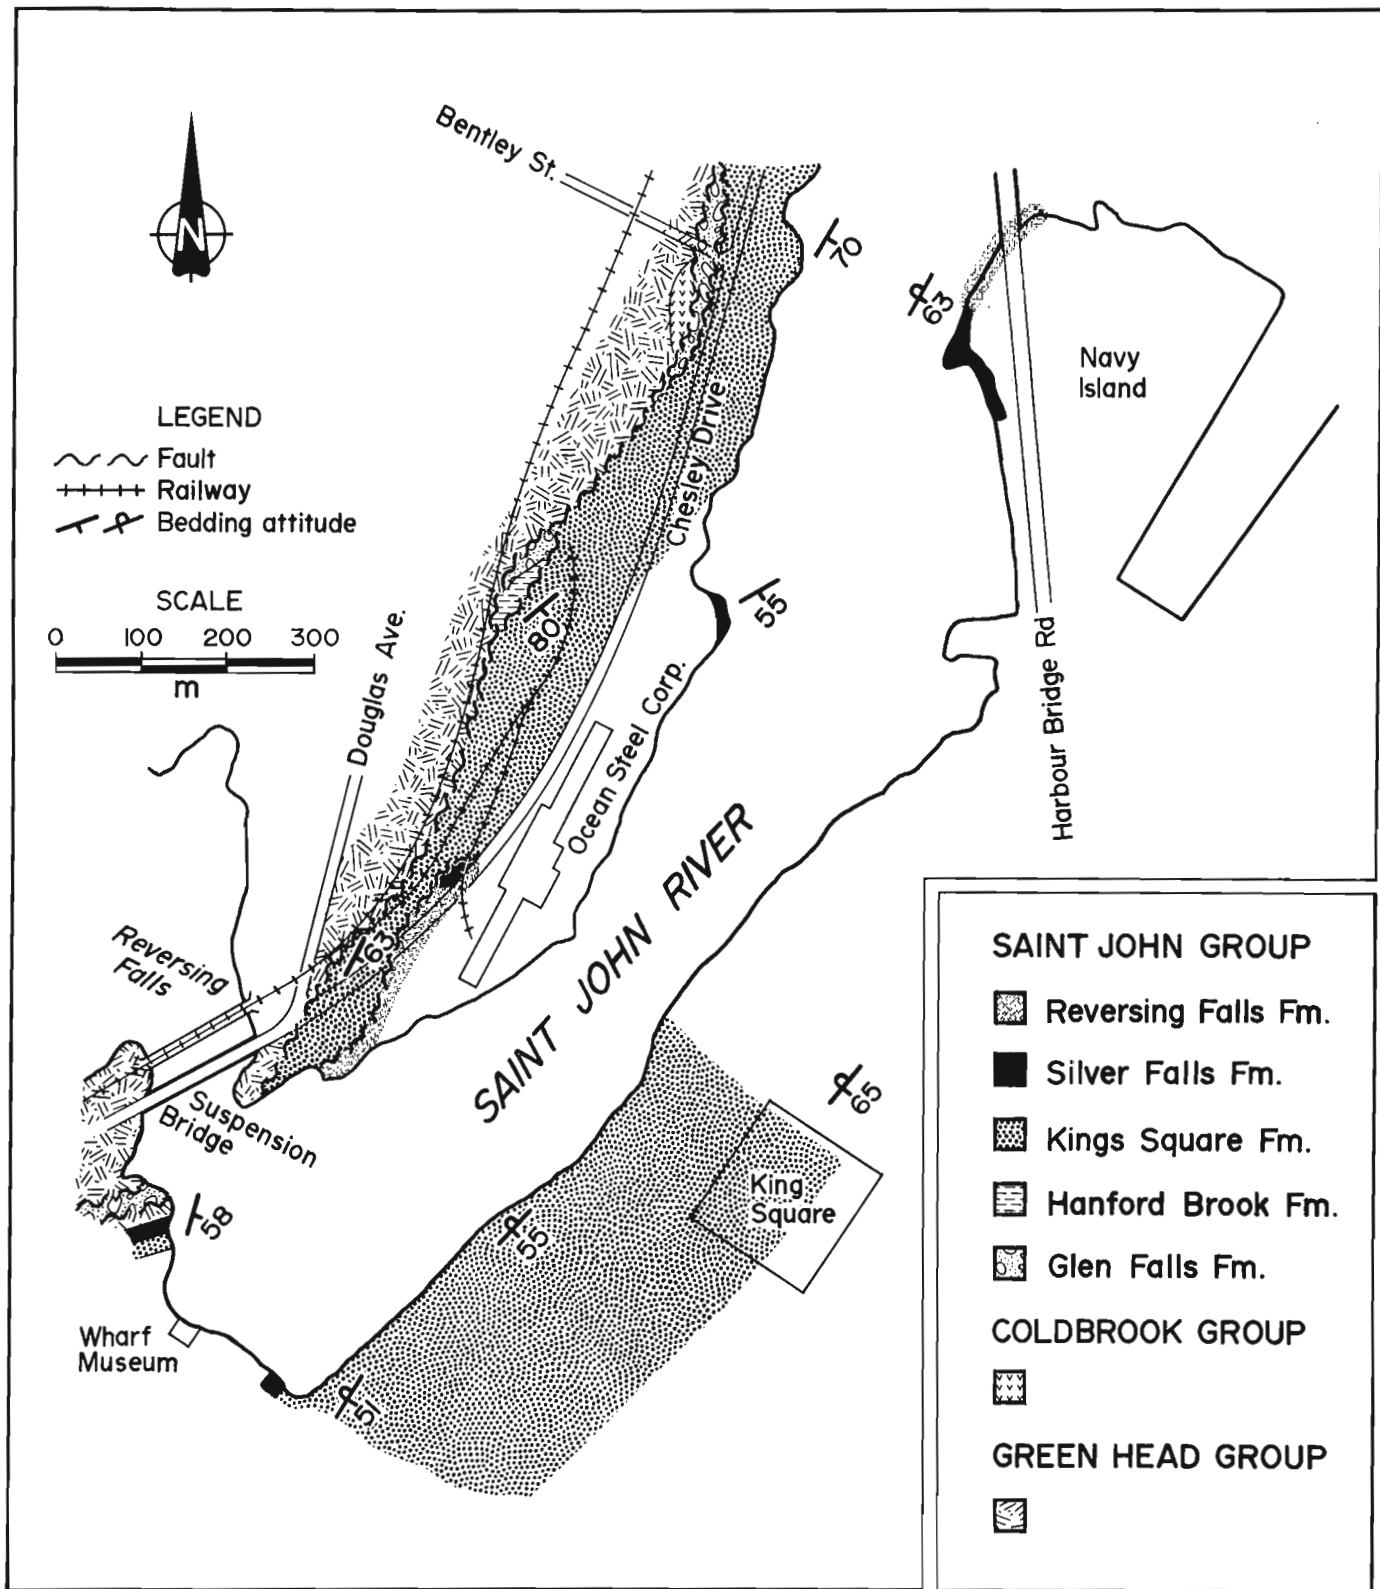 Bentley St.
N
70
63
Navy
Island
LEGEND
Fault
Railway
Bedding attitude
Chesley Drive
SCALE
0 100 200 300
m
80
55
Douglas Ave.
Ocean Steel Corp.
Harbour Bridge Rd
Reversing
Falls
63
SAINT JOHN RIVER
Suspension
Bridge
65
King
Square
58
55
Wharf
Museum
51
SAINT JOHN GROUP
Reversing Falls Fm.
Silver Falls Fm.
Kings Square Fm.
Hanford Brook Fm.
Glen Falls Fm.
COLDBROOK GROUP
GREEN HEAD GROUP